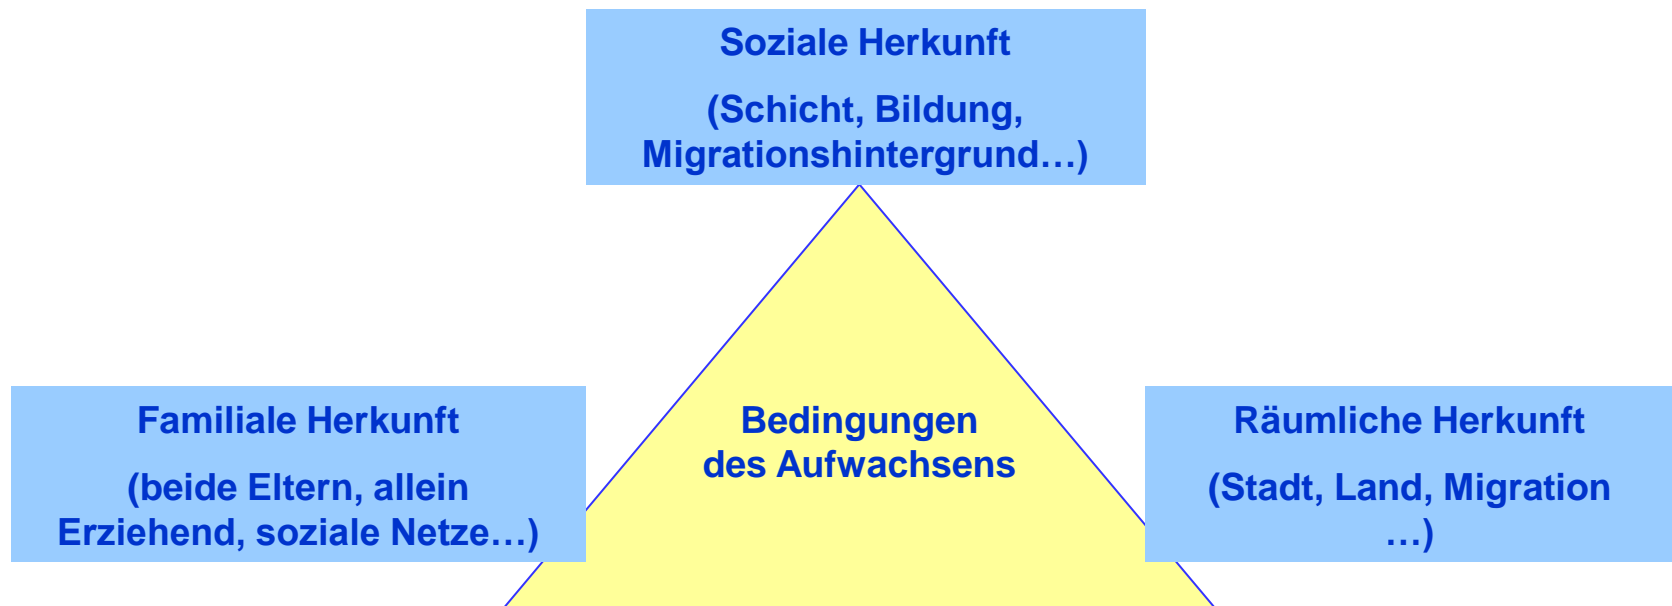 Soziale Herkunft
(Schicht, Bildung,
Migrationshintergrund…)
Familiale Herkunft
(beide Eltern, allein
Erziehend, soziale Netze…)
Bedingungen
des Aufwachsens
Räumliche Herkunft
(Stadt, Land, Migration
…)